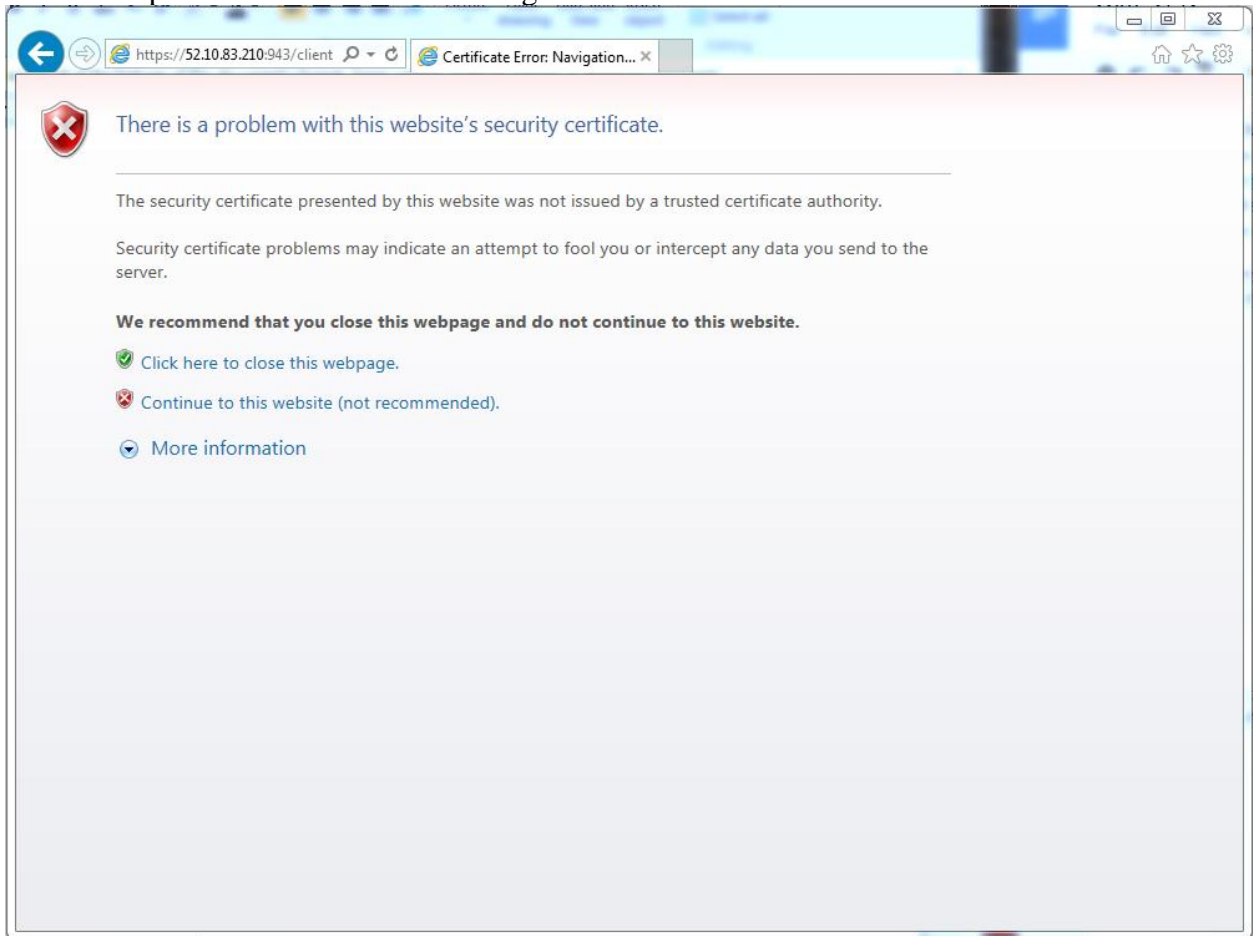 https://52.10.83.210:943/client
Certificate Error: Navigation...
There is a problem with this website's security certificate.
The security certificate presented by this website was not issued by a trusted certificate authority.
Security certificate problems may indicate an attempt to fool you or intercept any data you send to the
server.
We recommend that you close this webpage and do not continue to this website.
Click here to close this webpage.
Continue to this website (not recommended).
More information